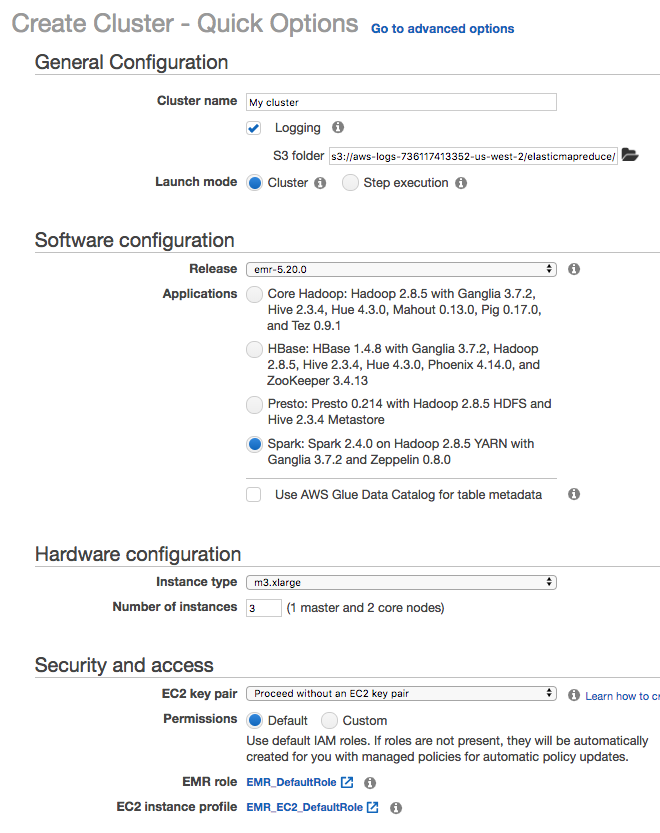 Create Cluster - Quick Options Go to advanced options
General Configuration
Cluster name My cluster
Logging
S3 folder s3://aws-logs-736117413352-us-west-2/elasticmapreduce/
Launch mode Cluster Step execution
Software configuration
Release emr-5.20.0
Applications Core Hadoop: Hadoop 2.8.5 with Ganglia 3.7.2,
Hive 2.3.4, Hue 4.3.0, Mahout 0.13.0, Pig 0.17.0,
and Tez 0.9.1
HBase: HBase 1.4.8 with Ganglia 3.7.2, Hadoop
2.8.5, Hive 2.3.4, Hue 4.3.0, Phoenix 4.14.0, and
ZooKeeper 3.4.13
Presto: Presto 0.214 with Hadoop 2.8.5 HDFS and
Hive 2.3.4 Metastore
Spark: Spark 2.4.0 on Hadoop 2.8.5 YARN with
Ganglia 3.7.2 and Zeppelin 0.8.0
Use AWS Glue Data Catalog for table metadata
Hardware configuration
Instance type m3.xlarge
Number of instances 3 (1 master and 2 core nodes)
Security and access
EC2 key pair Proceed without an EC2 key pair Learn how to cr
Permissions Default Custom
Use default IAM roles. If roles are not present, they will be automatically
created for you with managed policies for automatic policy updates.
EMR role EMR_DefaultRole
EC2 instance profile EMR_EC2_DefaultRole